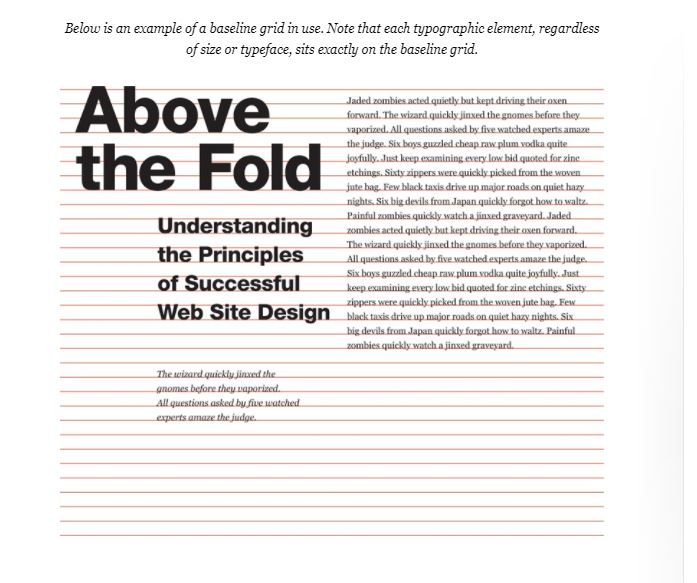 Below is an example of a baseline grid in use. Note that each typographic element, regardless
of size or typeface, sits exactly on the baseline grid.
Above
the Fold
Understanding
the Principles
of Successful
Web Site Design
The wizard quickly jinxed the
gnomes before they vaporized.
All questions asked by five watched
experts amaze the judge.
Jaded zombies acted quietly but kept driving their oxen
forward. The wizard quickly jinxed the gnomes before they
vaporized. All questions asked by five watched experts amaze
the judge. Six boys guzzled cheap raw plum vodka quite
joyfully. Just keep examining every low bid quoted for zinc
etchings. Sixty zippers were quickly picked from the woven
jute bag. Few black taxis drive up major roads on quiet hazy
nights. Six big devils from Japan quickly forgot how to waltz.
Painful zombies quickly watch a jinxed graveyard. Jaded
zombies acted quietly but kept driving their oxen forward.
The wizard quickly jinxed the gnomes before they vaporized.
All questions asked by five watched experts amaze the judge.
Six boys guzzled cheap raw plum vodka quite joyfully. Just
keep examining every low bid quoted for zinc etchings. Sixty
zippers were quickly picked from the woven jute bag. Few
black taxis drive up major roads on quiet hazy nights. Six
big devils from Japan quickly forgot how to waltz. Painful
zombies quickly watch a jinxed graveyard.